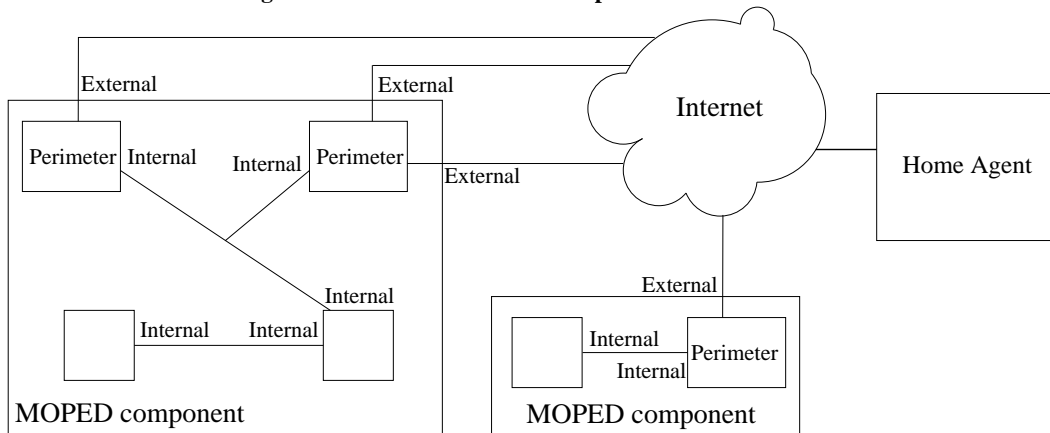 External
External
Internet
Perimeter
Internal
Internal
Perimeter
External
Home Agent
Internal
External
Internal
Internal
Internal
Perimeter
Internal
MOPED component
MOPED component